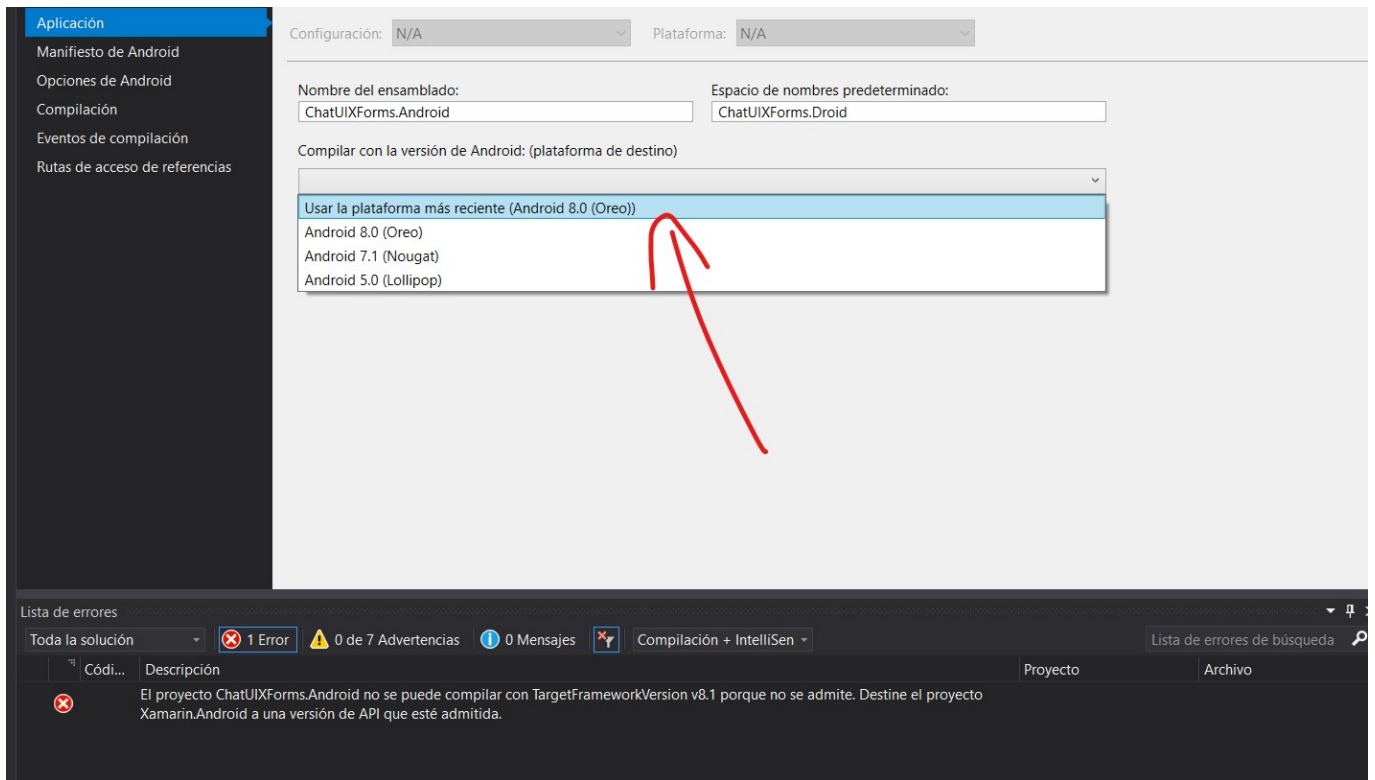 Aplicación
Manifiesto de Android
Opciones de Android
Compilación
Eventos de compilación
Rutas de acceso de referencias
Configuración: N/A Plataforma: N/A
Nombre del ensamblado: Espacio de nombres predeterminado:
ChatUIXForms.Android ChatUIXForms.Droid
Compilar con la versión de Android: (plataforma de destino)
Usar la plataforma más reciente (Android 8.0 (Oreo))
Android 8.0 (Oreo)
Android 7.1 (Nougat)
Android 5.0 (Lollipop)
Lista de errores
Toda la solución 1 Error 0 de 7 Advertencias 0 Mensajes Compilación + IntelliSen Lista de errores de búsqueda
Códi... Descripción Proyecto Archivo
El proyecto ChatUIXForms.Android no se puede compilar con TargetFrameworkVersion v8.1 porque no se admite. Destine el proyecto
Xamarin.Android a una versión de API que esté admitida.